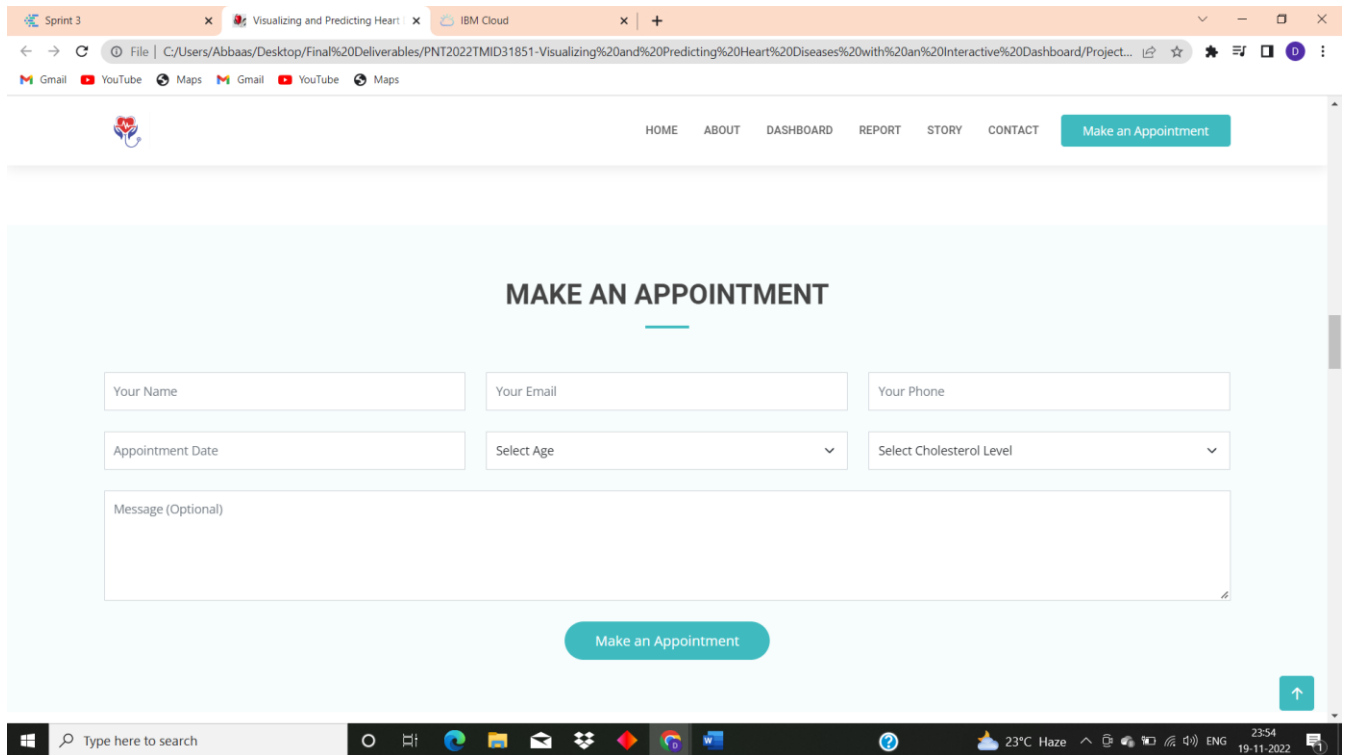 Sprint 3
Visualizing and Predicting Heart
IBM Cloud
File C:/Users/Abbaas/Desktop/Final%20Deliverables/PNT2022TMID31851-Visualizing%20and%20Predicting%20Heart%20Diseases%20with%20an%20Interactive%20Dashboard/Project...
D
Gmail YouTube Maps Gmail YouTube Maps
HOME ABOUT DASHBOARD REPORT STORY CONTACT Make an Appointment
MAKE AN APPOINTMENT
Your Name Your Email Your Phone
Appointment Date Select Age Select Cholesterol Level
Message (Optional)
Make an Appointment
Type here to search 23°C Haze ENG 23:54
19-11-2022